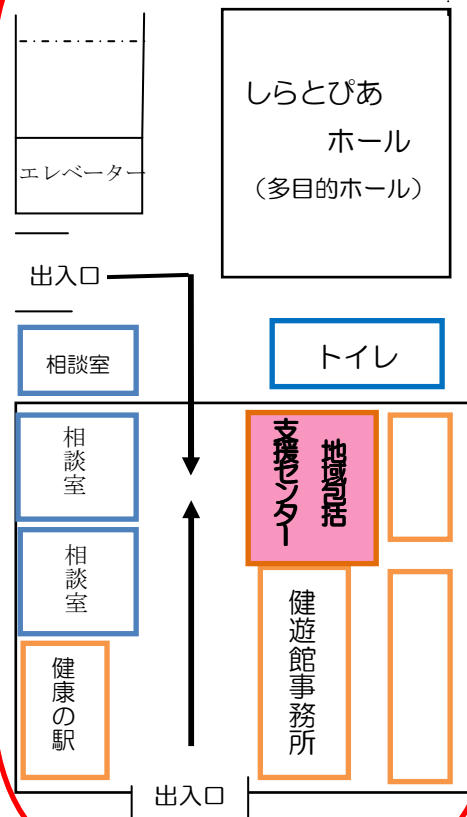 しらとぴあ
ホール
（多目的ホール）
エレベーター
出入口
相談室
トイレ
相談室
地域包括
支援センター
相談室
健遊館事務所
健康の駅
出入口